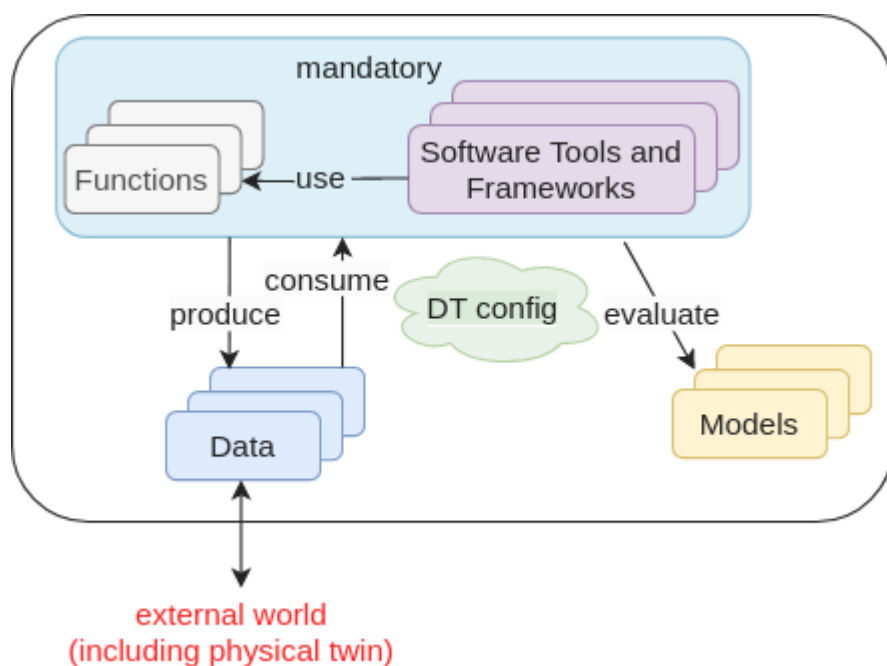 mandatory
Functions
use
Software Tools and
Frameworks
consume
produce
DT config
evaluate
Data
Models
external world
(including physical twin)